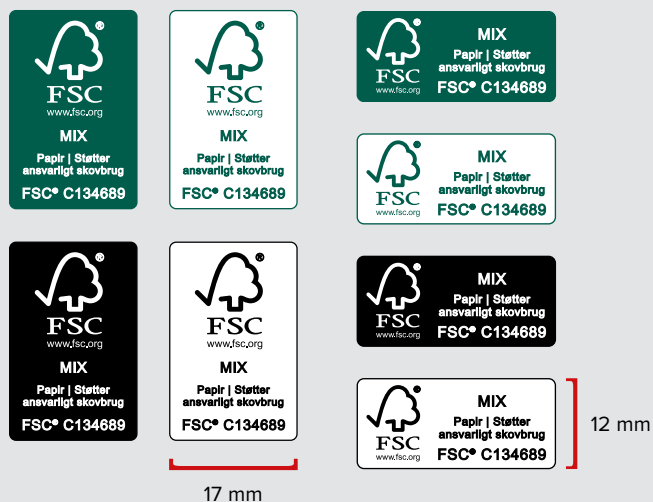 FSC
www.fsc.org
MIX
Papir | Støtter
ansvarligt skovbrug
FSC® C134689
FSC
www.fsc.org
MIX
Papir | Støtter
ansvarligt skovbrug
FSC® C134689
FSC
www.fsc.org
MIX
Papir | Støtter
ansvarligt skovbrug
FSC® C134689
FSC
www.fsc.org
MIX
Papir | Støtter
ansvarligt skovbrug
FSC® C134689
17 mm
FSC
www.fsc.org
MIX
Papir | Støtter
ansvarligt skovbrug
FSC® C134689
FSC
www.fsc.org
MIX
Papir | Støtter
ansvarligt skovbrug
FSC® C134689
FSC
www.fsc.org
MIX
Papir | Støtter
ansvarligt skovbrug
FSC® C134689
FSC
www.fsc.org
MIX
Papir | Støtter
ansvarligt skovbrug
FSC® C134689
12 mm